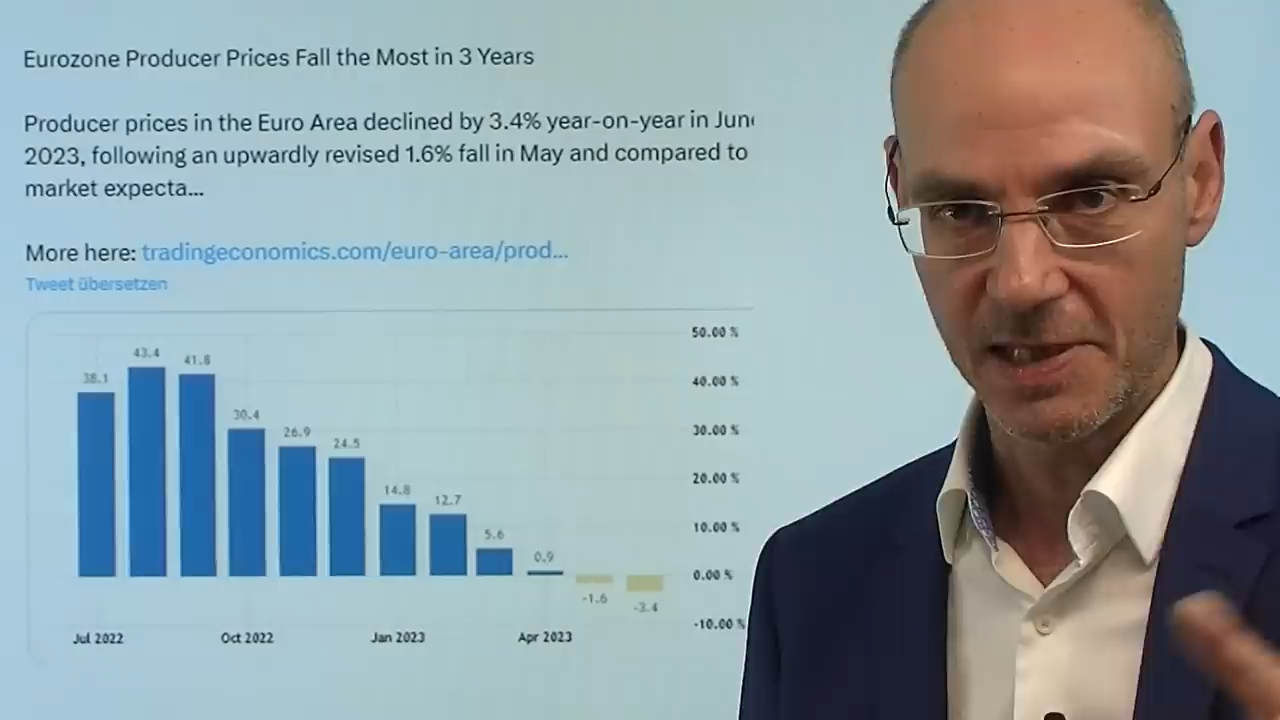 Eurozone Producer Prices Fall the Most in 3 Years
Producer prices in the Euro Area declined by 3.4% year-on-year in Jun
2023, following an upwardly revised 1.6% fall in May and compared to
market expecta...
More here: tradingeconomics.com/euro-area/prod...
Tweet übersetzen
50.00 %
43.4
41.8
38.1
40.00 %
30.4
30.00 %
26.9
24.5
20.00 %
14.8
12.7
10.00 %
5.6
0.9
0.00 %
-1.6
-3.4
-10.00 %
Jul 2022
Oct 2022
Jan 2023
Apr 2023